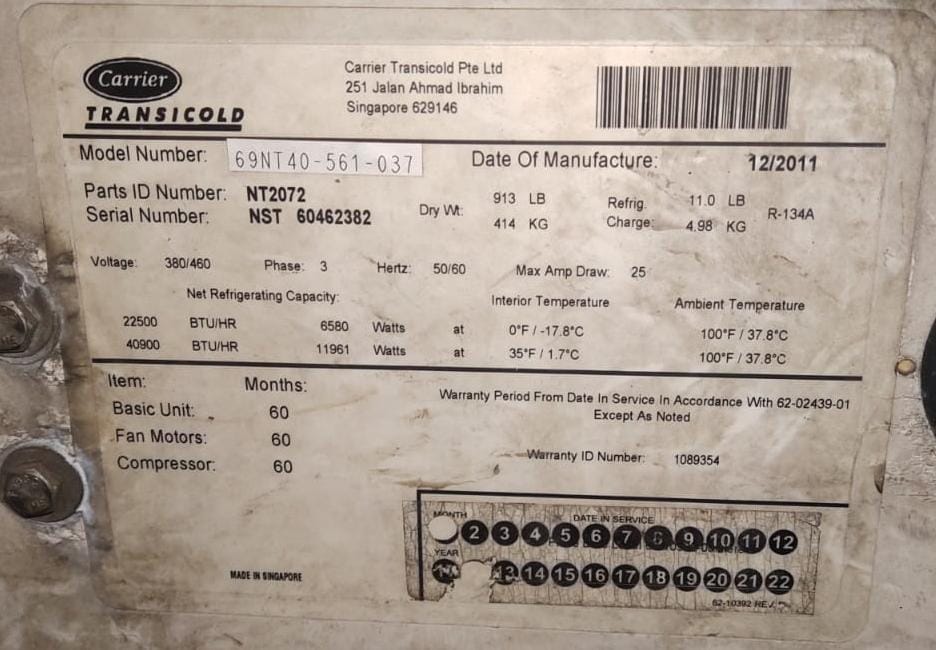 Carrier
TRANSICOLD
Carrier Transicold Pte Ltd
251 Jalan Ahmad Ibrahim
Singapore 629146
Model Number: 69NT40-561-037 Date Of Manufacture: 12/2011
Parts ID Number: NT2072
Serial Number: NST 60462382
Dry Wt: 913 LB
414 KG
Refrig. Charge: 11.0 LB
4.98 KG
R-134A
Voltage: 380/460 Phase: 3 Hertz: 50/60 Max Amp Draw: 25
Net Refrigerating Capacity: Interior Temperature Ambient Temperature
22500 BTU/HR 6580 Watts at 0°F / -17.8°C 100°F / 37.8°C
40900 BTU/HR 11961 Watts at 35°F / 1.7°C 100°F / 37.8°C
Item: Months:
Basic Unit: 60
Fan Motors: 60
Compressor: 60
Warranty Period From Date In Service In Accordance With 62-02439-01
Except As Noted
Warranty ID Number: 1089354
MONTH DATE IN SERVICE
2 3 4 5 6 7 8 9 10 11 12
YEAR
13 14 15 16 17 18 19 20 21 22
62-10392 REV
MADE IN SINGAPORE